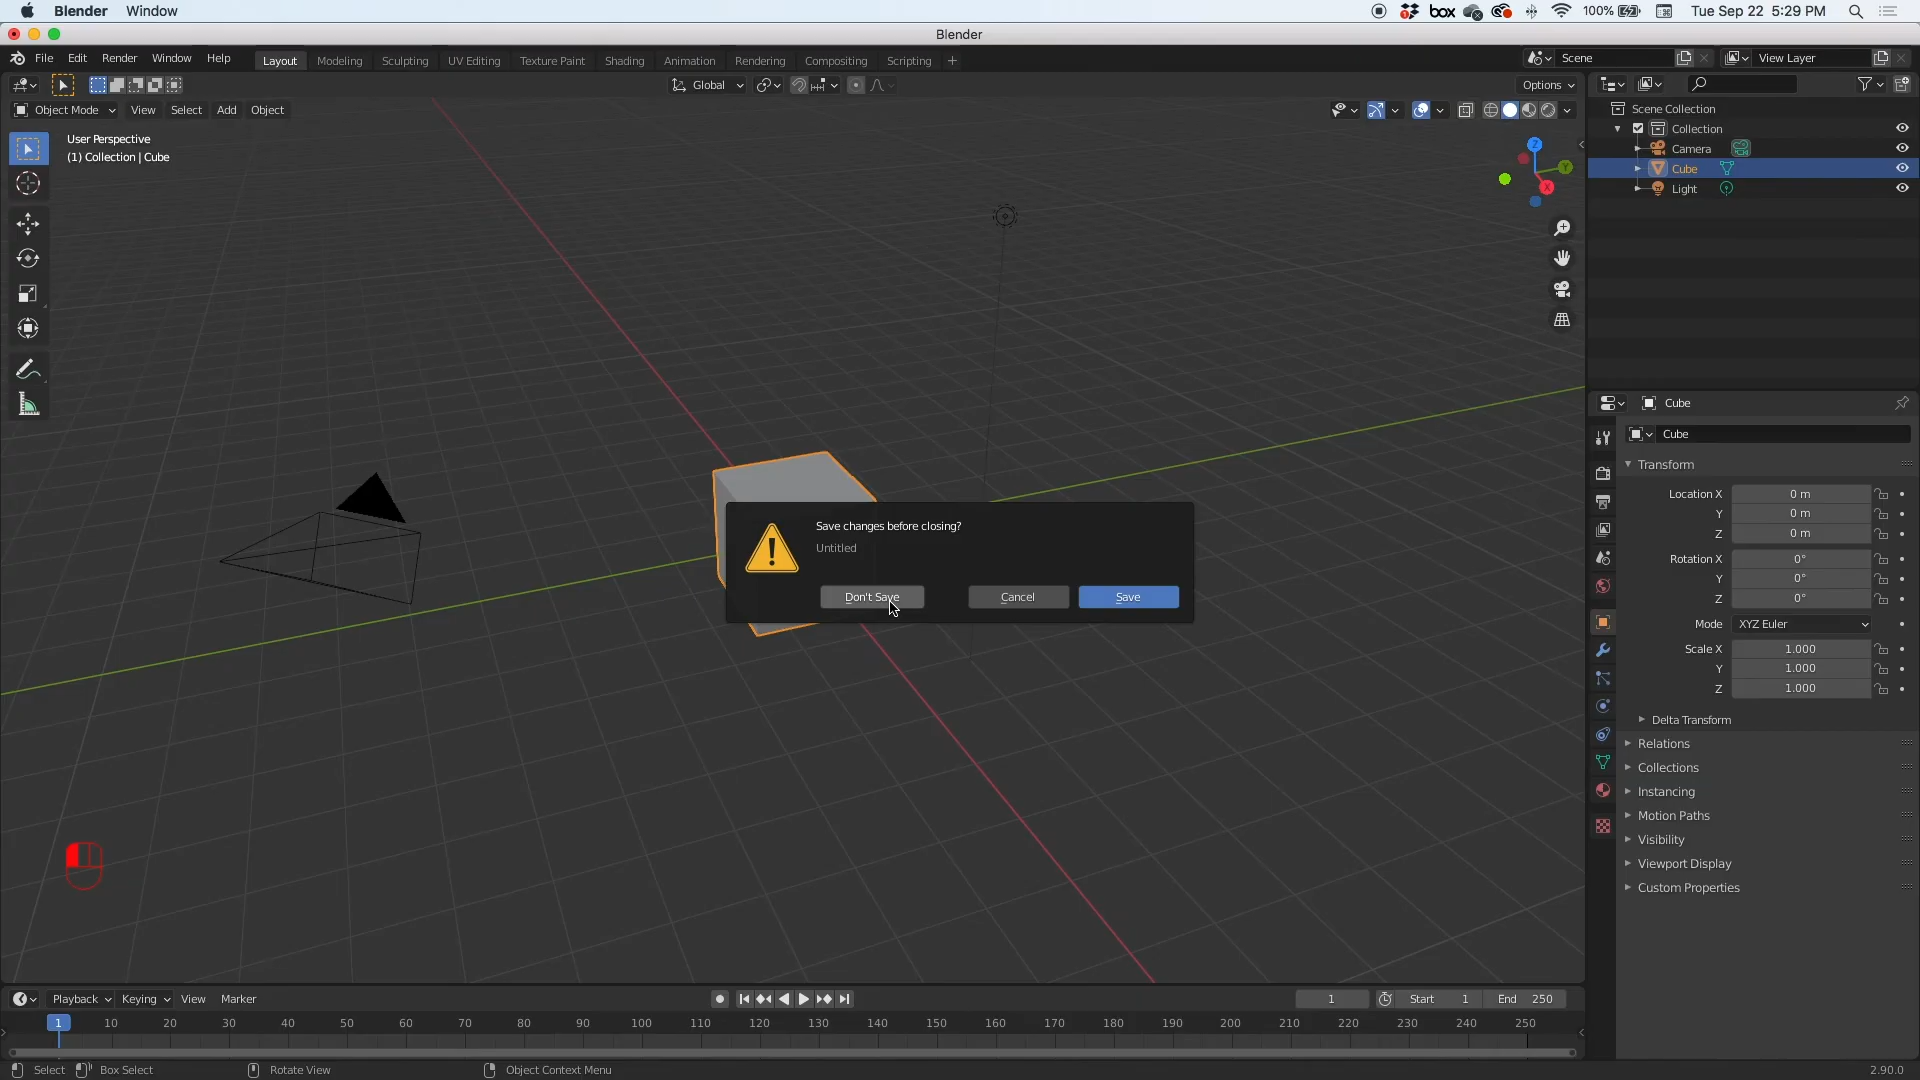 Blender Window box 100% Tue Sep 22 5:29 PM
Blender
File Edit Render Window Help Layout Modeling Sculpting UV Editing Texture Paint Shading Animation Rendering Compositing Scripting + Scene View Layer
Global Options
Object Mode View Select Add Object
User Perspective
(1) Collection | Cube
Z
Y
X
Scene Collection
Collection
Camera
Cube
Light
Save changes before closing?
Untitled
Don't Save Cancel Save
Cube
Cube
Transform
Location X 0 m
Y 0 m
Z 0 m
Rotation X 0°
Y 0°
Z 0°
Mode XYZ Euler
Scale X 1.000
Y 1.000
Z 1.000
Delta Transform
Relations
Collections
Instancing
Motion Paths
Visibility
Viewport Display
Custom Properties
Playback Keying View Marker 1 Start 1 End 250
1 10 20 30 40 50 60 70 80 90 100 110 120 130 140 150 160 170 180 190 200 210 220 230 240 250
Select Box Select Rotate View Object Context Menu 2.90.0